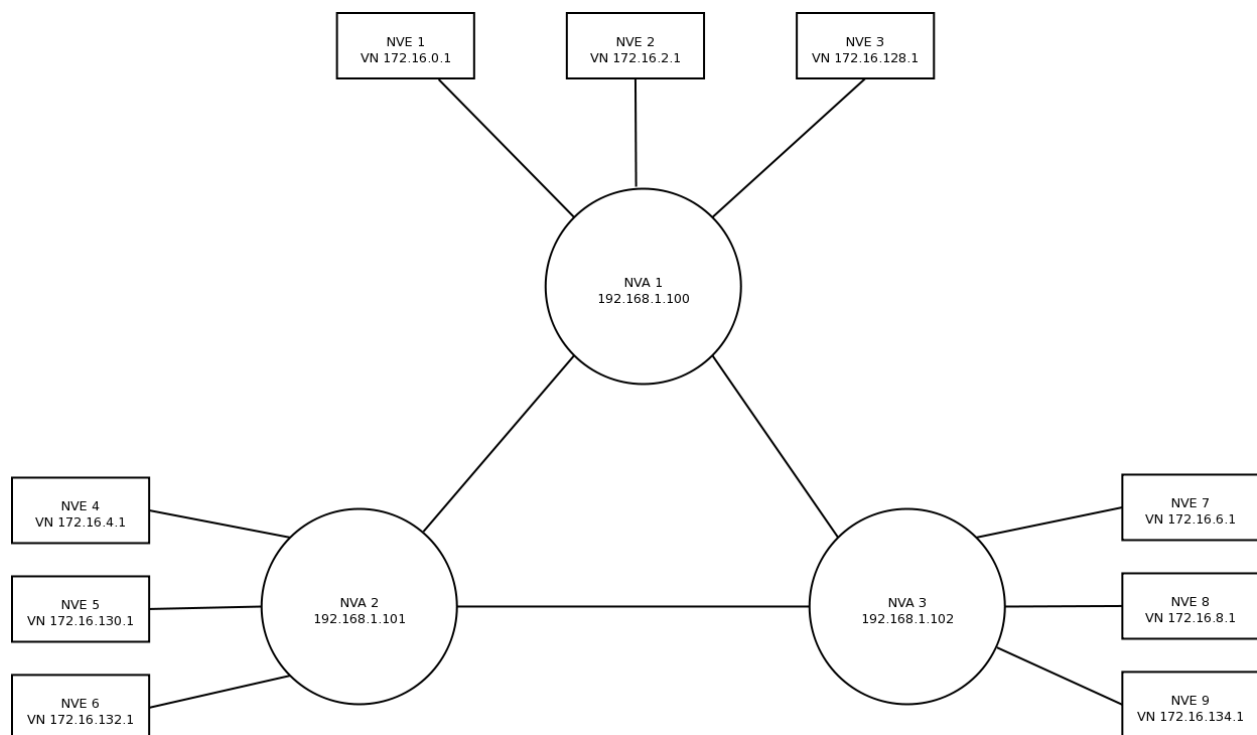 NVE 1
VN 172.16.0.1
NVE 2
VN 172.16.2.1
NVE 3
VN 172.16.128.1
NVA 1
192.168.1.100
NVE 4
VN 172.16.4.1
NVE 5
VN 172.16.130.1
NVE 6
VN 172.16.132.1
NVA 2
192.168.1.101
NVA 3
192.168.1.102
NVE 7
VN 172.16.6.1
NVE 8
VN 172.16.8.1
NVE 9
VN 172.16.134.1